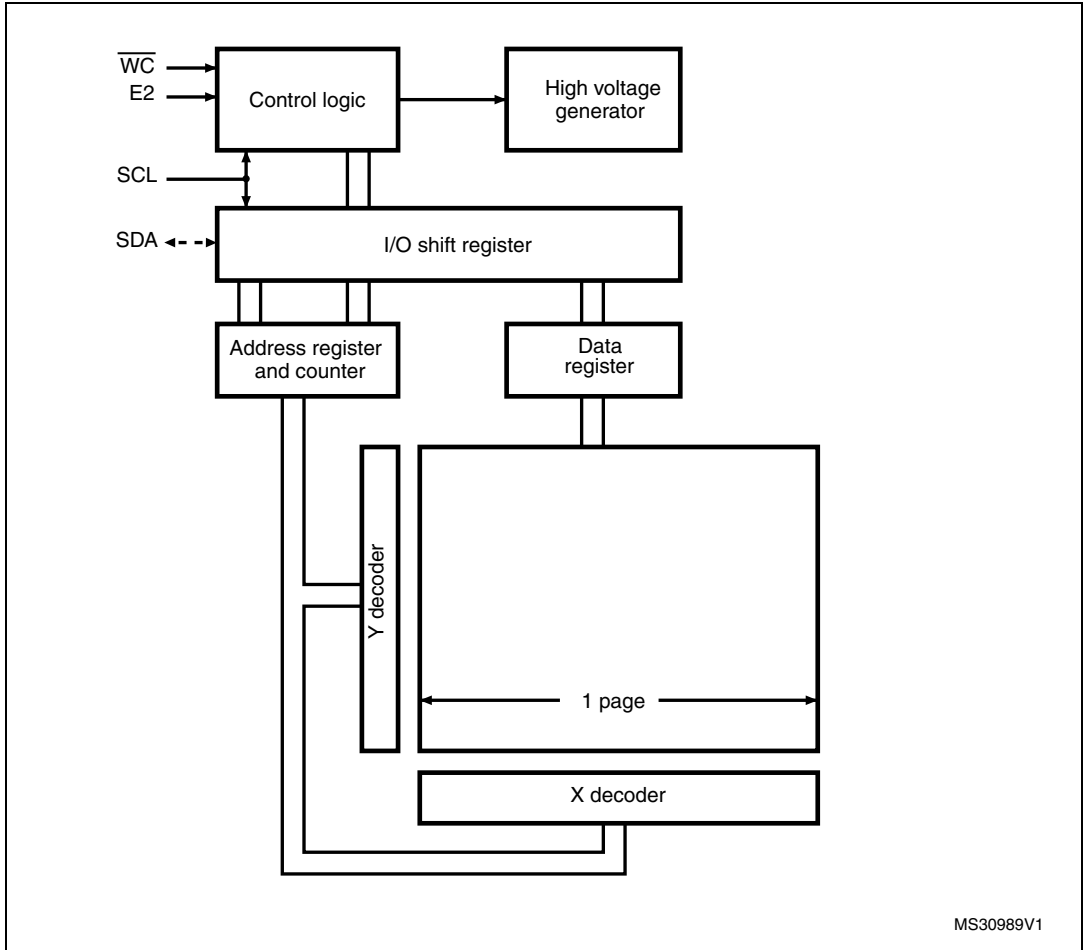 W̅C̅
E2
Control logic
High voltage
generator
SCL
SDA
I/O shift register
Address register
and counter
Data
register
Y decoder
1 page
X decoder
MS30989V1